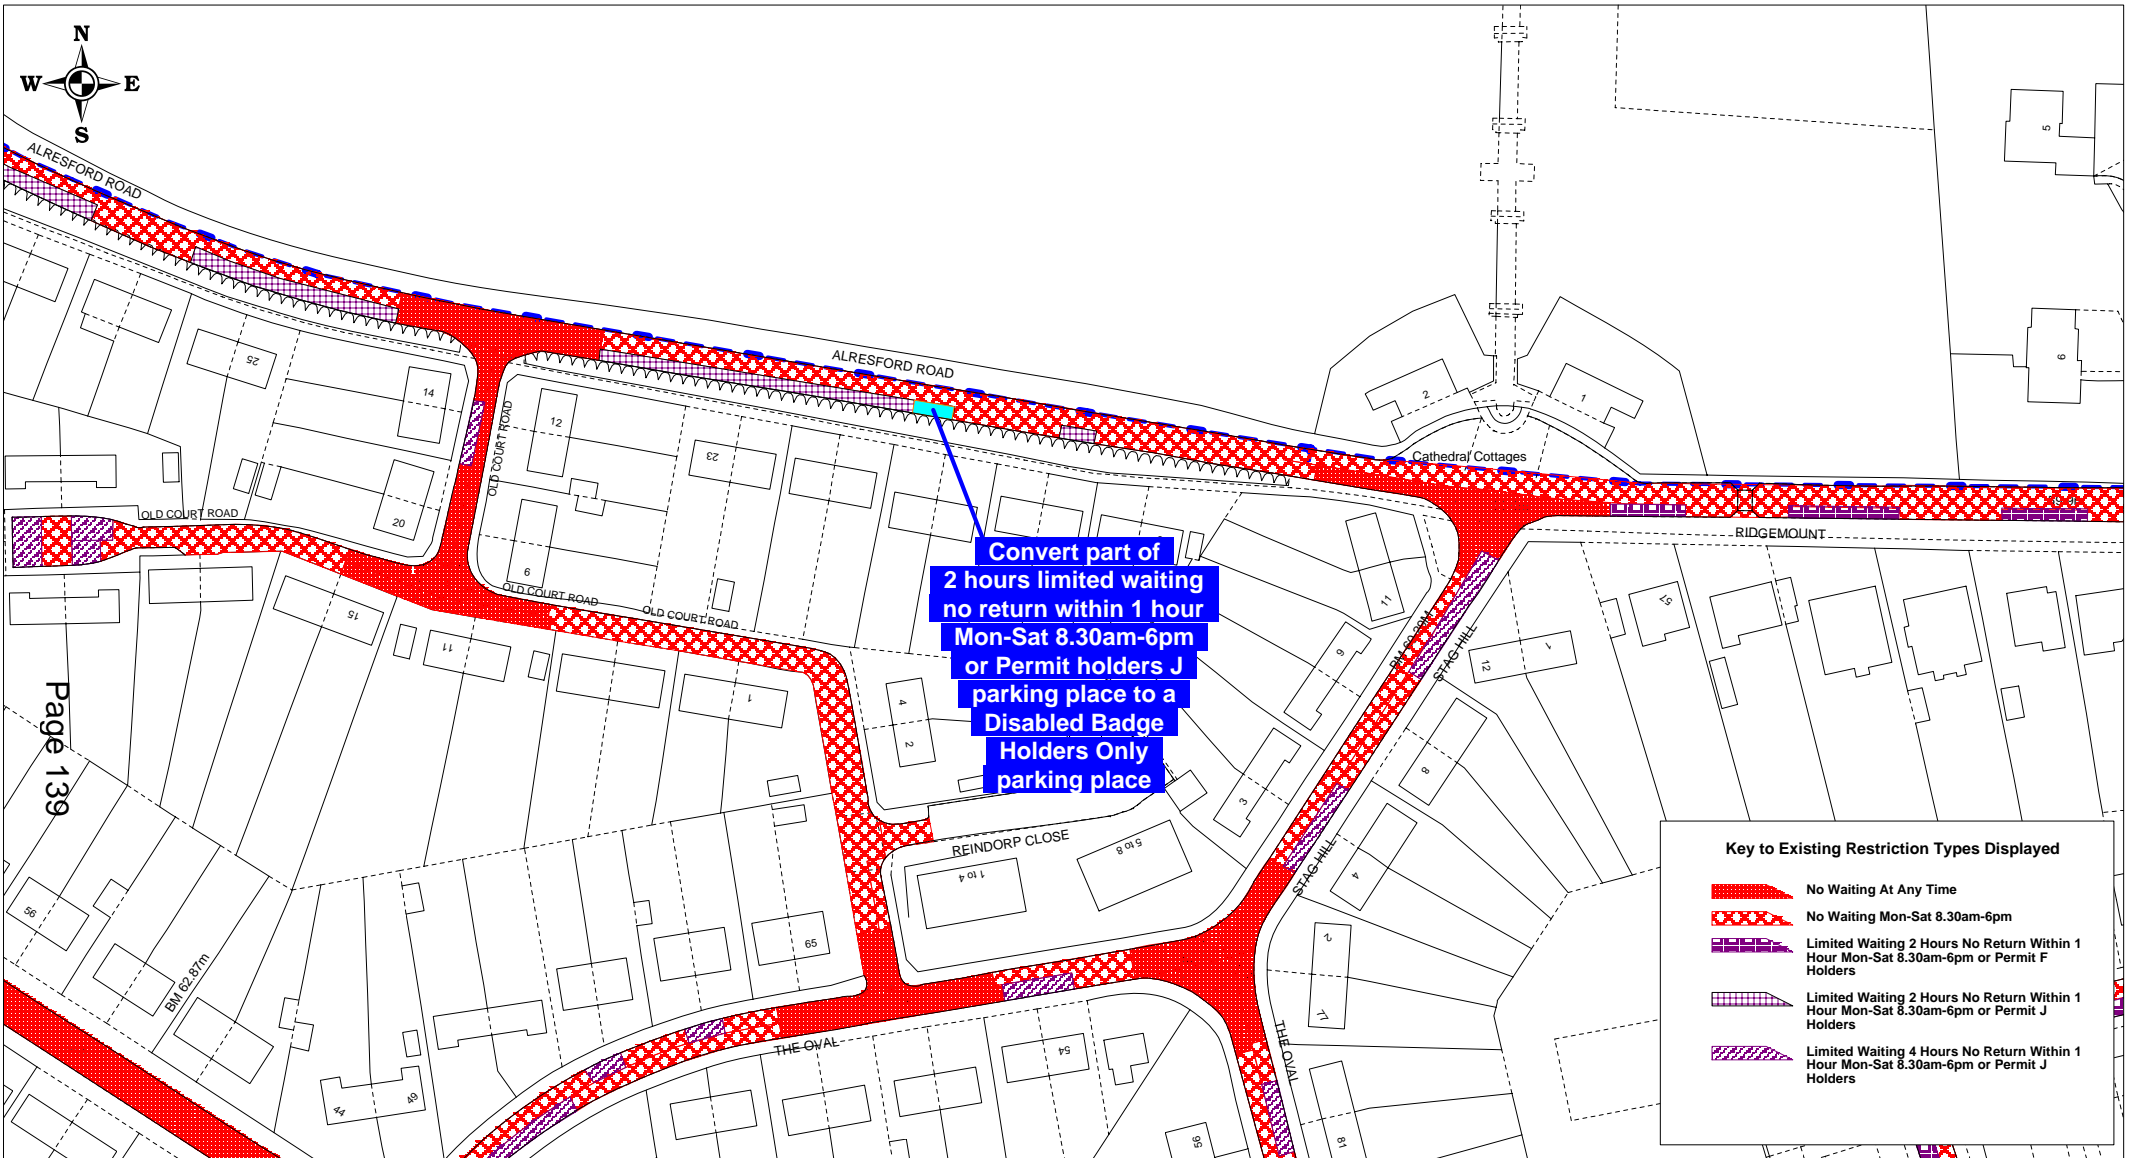 N
W E
S
ALRESFORD ROAD
ALRESFORD ROAD
5
6
2
1
Cathedral Cottages
RIDGEMOUNT
25
14
12
23
OLD COURT ROAD
OLD COURT ROAD
20
6
OLD COURT ROAD
OLD COURT ROAD
15
11
1
4
2
11
9
3
BM 60.20M
STAG HILL
STAG HILL
12
1
57
8
4
2
77
Convert part of
2 hours limited waiting
no return within 1 hour
Mon-Sat 8.30am-6pm
or Permit holders J
parking place to a
Disabled Badge
Holders Only
parking place
REINDORP CLOSE
1 to 4
5 to 8
Page 139
56
BM 62.87m
65
44
49
THE OVAL
54
56
THE OVAL
81
Key to Existing Restriction Types Displayed
No Waiting At Any Time
No Waiting Mon-Sat 8.30am-6pm
Limited Waiting 2 Hours No Return Within 1
Hour Mon-Sat 8.30am-6pm or Permit F
Holders
Limited Waiting 2 Hours No Return Within 1
Hour Mon-Sat 8.30am-6pm or Permit J
Holders
Limited Waiting 4 Hours No Return Within 1
Hour Mon-Sat 8.30am-6pm or Permit J
Holders